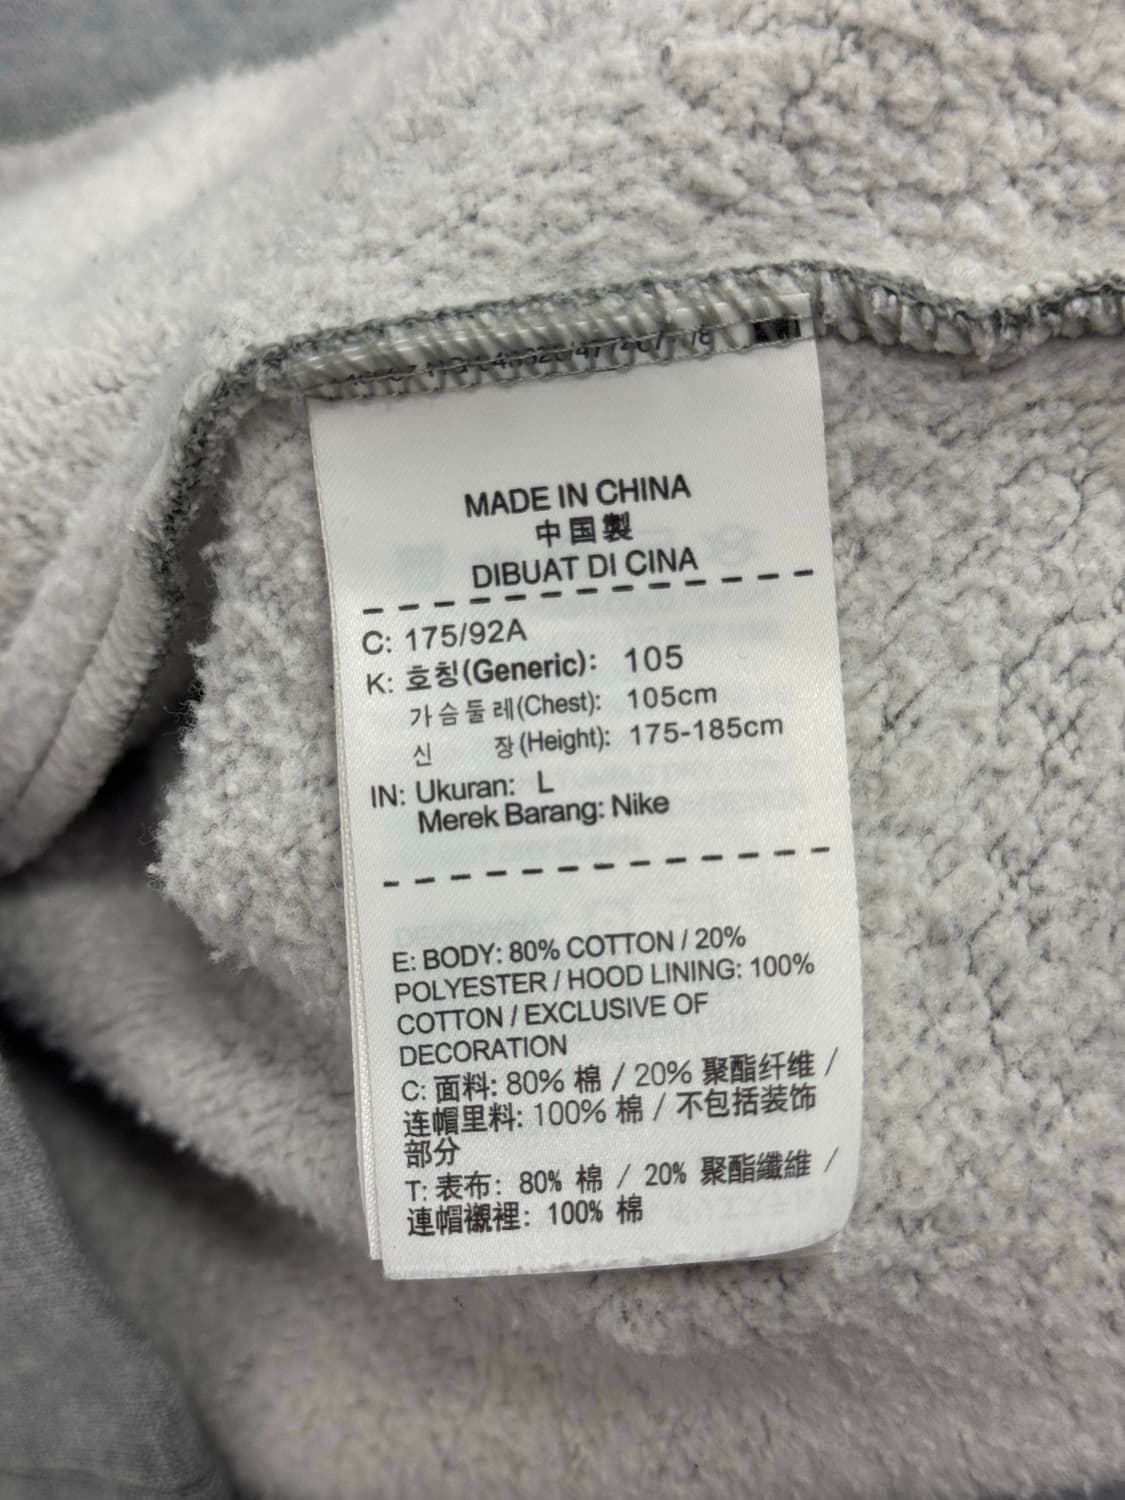 MADE IN CHINA
中国製
DIBUAT DI CINA
C: 175/92A
K: 호칭(Generic): 105
가슴둘레(Chest): 105cm
신 장(Height): 175-185cm
IN: Ukuran: L
Merek Barang: Nike
E: BODY: 80% COTTON / 20%
POLYESTER / HOOD LINING: 100%
COTTON / EXCLUSIVE OF
DECORATION
C: 面料: 80% 棉 / 20% 聚酯纤维 /
连帽里料: 100% 棉 / 不包括装饰
部分
T: 表布: 80% 棉 / 20% 聚酯纖維 /
連帽襯裡: 100% 棉